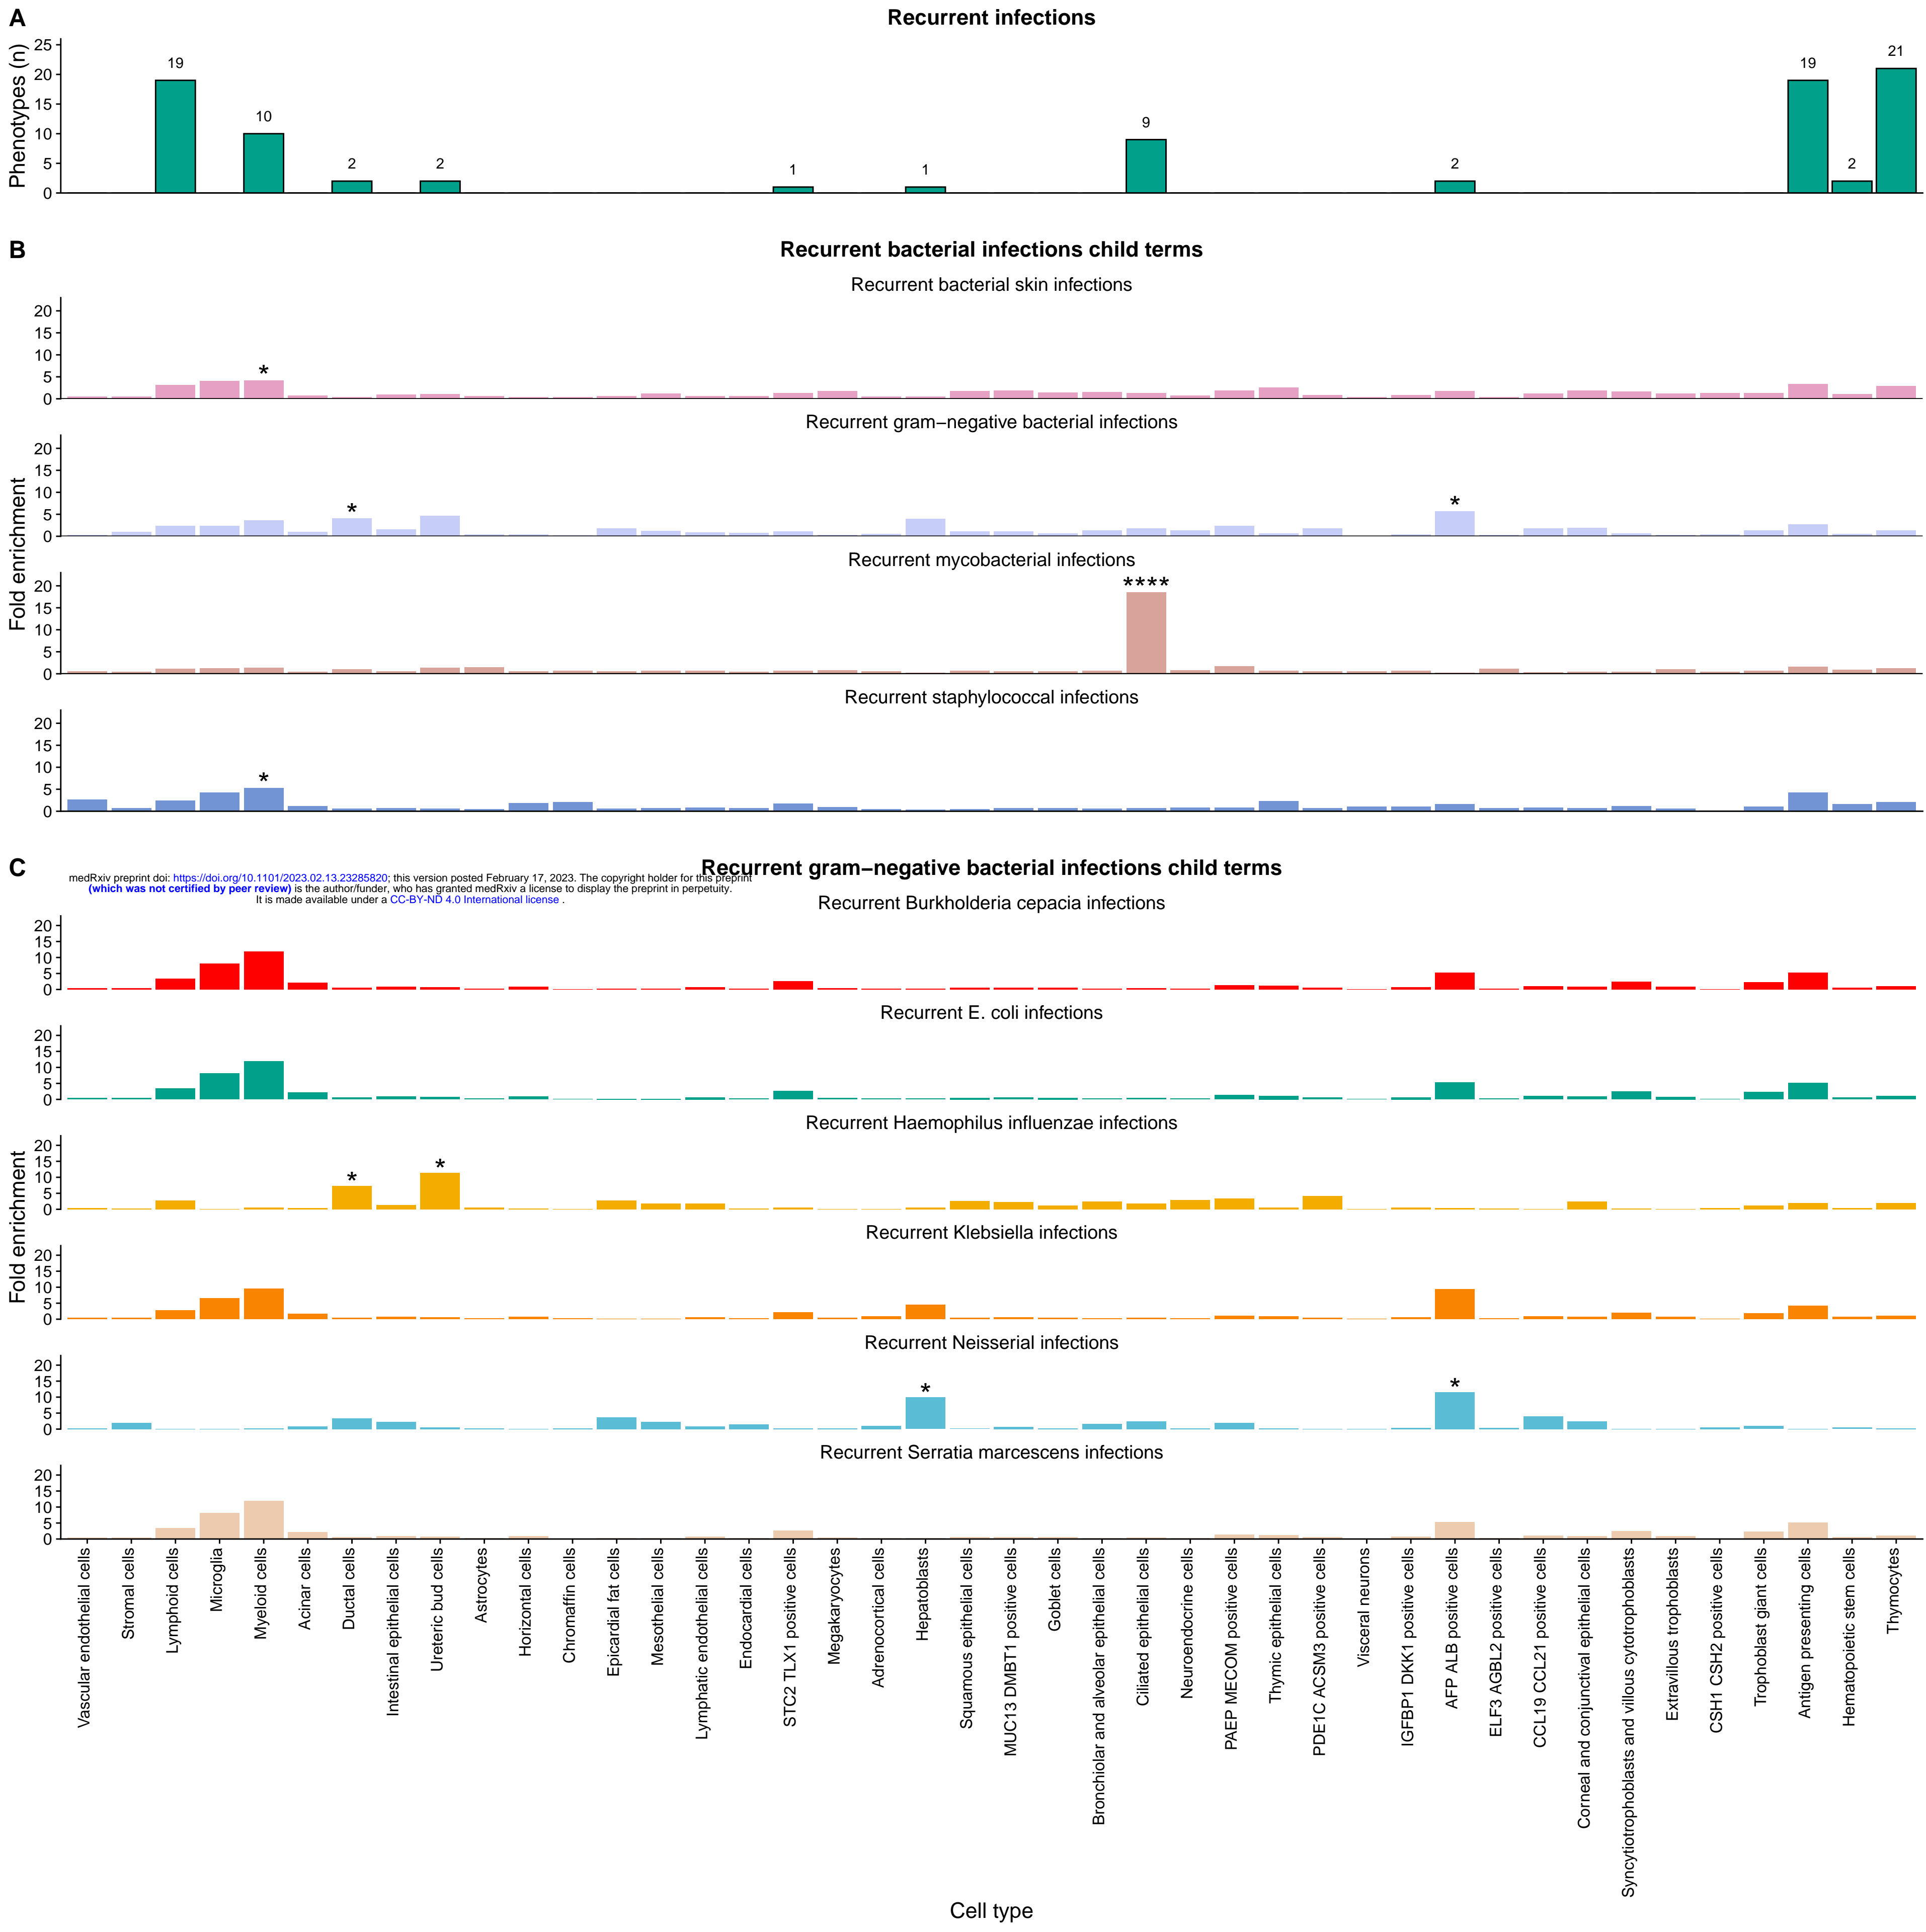 A
Recurrent infections
Phenotypes (n)
25
20
15
10
5
0
19
10
2
2
1
1
9
2
19
2
21
B
Recurrent bacterial infections child terms
Fold enrichment
Recurrent bacterial skin infections
20
15
10
5
0
*
Recurrent gram−negative bacterial infections
20
15
10
5
0
*
*
Recurrent mycobacterial infections
20
15
10
5
0
****
Recurrent staphylococcal infections
20
15
10
5
0
*
C
Recurrent gram−negative bacterial infections child terms
medRxiv preprint doi: https://doi.org/10.1101/2023.02.13.23285820; this version posted February 17, 2023. The copyright holder for this preprint
(which was not certified by peer review) is the author/funder, who has granted medRxiv a license to display the preprint in perpetuity.
It is made available under a CC-BY-ND 4.0 International license .
Fold enrichment
Recurrent Burkholderia cepacia infections
20
15
10
5
0
Recurrent E. coli infections
20
15
10
5
0
Recurrent Haemophilus influenzae infections
20
15
10
5
0
*
*
Recurrent Klebsiella infections
20
15
10
5
0
Recurrent Neisserial infections
20
15
10
5
0
*
*
Recurrent Serratia marcescens infections
20
15
10
5
0
Vascular endothelial cells
Stromal cells
Lymphoid cells
Microglia
Myeloid cells
Acinar cells
Ductal cells
Intestinal epithelial cells
Ureteric bud cells
Astrocytes
Horizontal cells
Chromaffin cells
Epicardial fat cells
Mesothelial cells
Lymphatic endothelial cells
Endocardial cells
STC2 TLX1 positive cells
Megakaryocytes
Adrenocortical cells
Hepatoblasts
Squamous epithelial cells
MUC13 DMBT1 positive cells
Goblet cells
Bronchiolar and alveolar epithelial cells
Ciliated epithelial cells
Neuroendocrine cells
PAEP MECOM positive cells
Thymic epithelial cells
PDE1C ACSM3 positive cells
Visceral neurons
IGFBP1 DKK1 positive cells
AFP ALB positive cells
ELF3 AGBL2 positive cells
CCL19 CCL21 positive cells
Corneal and conjunctival epithelial cells
Syncytiotrophoblasts and villous cytotrophoblasts
Extravillous trophoblasts
CSH1 CSH2 positive cells
Trophoblast giant cells
Antigen presenting cells
Hematopoietic stem cells
Thymocytes
Cell type